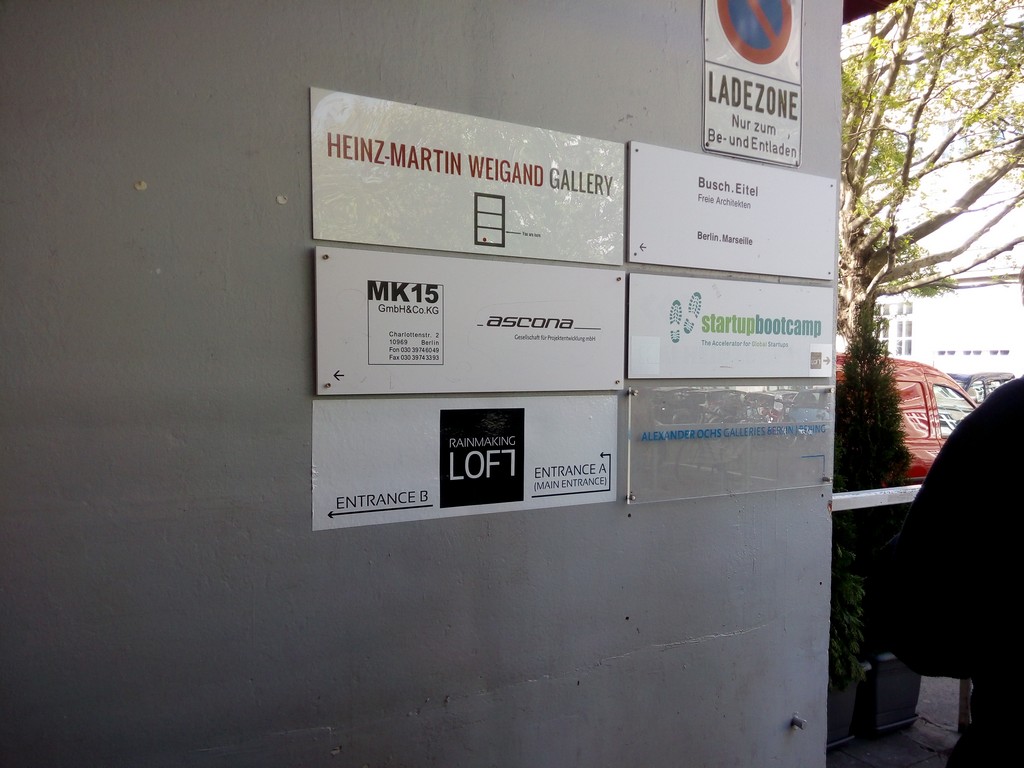 LADEZONE
Nur zum
Be- und Entladen
HEINZ-MARTIN WEIGAND GALLERY
Busch.Eitel
Freie Architekten
Berlin.Marseille
←
MK15
GmbH&Co.KG
Charlottenstr. 2
10969 Berlin
Fon 030 39746049
Fax 030 39743393
←
ascona
Gesellschaft für Projektentwicklung mbH
startupbootcamp
The Accelerator for Global Startups
→
RAINMAKING
LOFT
ENTRANCE B
ENTRANCE A
(MAIN ENTRANCE)
ALEXANDER OCHS GALLERIES BERLIN BEIJING